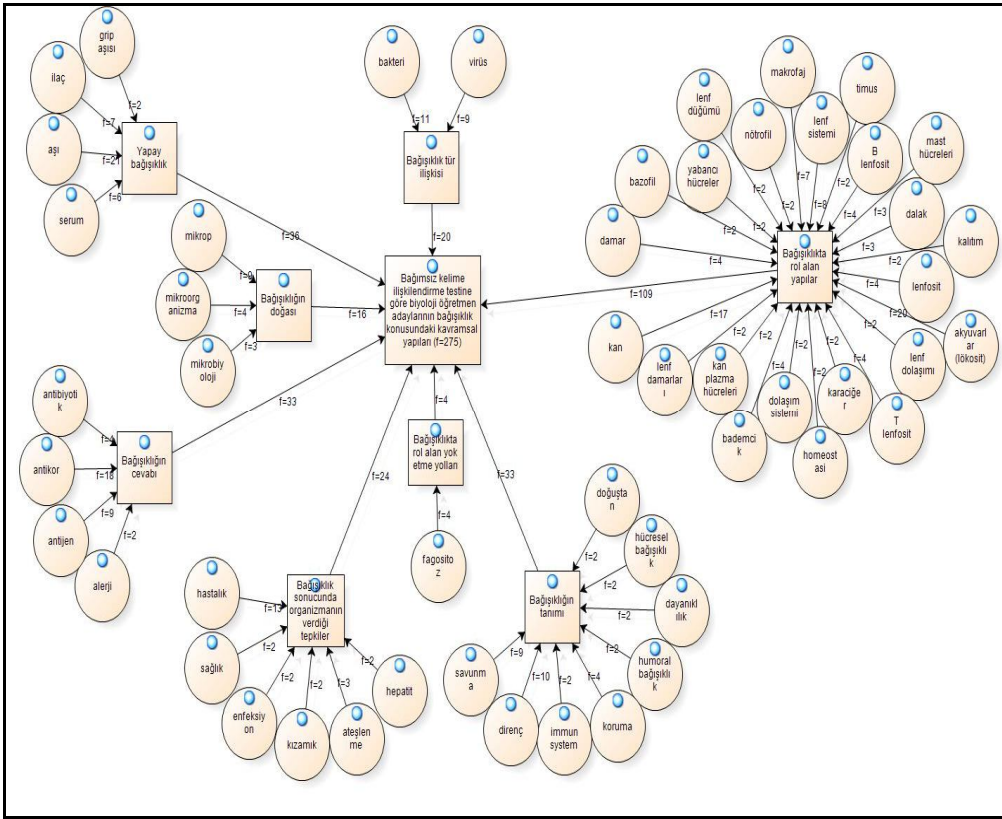 grip
aşısı
ilaç
aşı
serum
f=2
f=7
f=21
f=6
Yapay
bağışıklık
f=36
bakteri
virüs
f=11
f=9
Bağışıklık tür
ilişkisi
f=20
mikrop
mikroorg
anizma
mikrobiy
oloji
f=9
f=4
f=3
Bağışıklığın
doğası
f=16
Bağımsız kelime
ilişkilendirme testine
göre biyoloji öğretmen
adaylarının bağışıklık
konusundaki kavramsal
yapıları (f=275)
antibiyot
ik
antikor
antijen
alerji
f=4
f=18
f=9
f=2
Bağışıklığın
cevabı
f=33
makrofaj
timus
lenf
düğümü
nötrofil
lenf
sistemi
B
lenfosit
mast
hücreleri
bazofil
yabancı
hücreler
dalak
damar
kalıtım
lenfosit
akyuvarl
ar
(lökosit)
lenf
dolaşımı
kan
lenf
damarlar
ı
kan
plazma
hücreleri
bademci
k
dolaşım
sistemi
homeost
asi
karaciğe
r
T
lenfosit
f=7
f=2
f=2
f=2
f=8
f=4
f=3
f=2
f=2
f=3
f=4
f=2
f=4
f=20
f=2
f=17
f=2
f=2
f=4
f=2
f=2
f=2
f=4
Bağışıklıkta
rol alan
yapılar
f=109
f=4
Bağışıklıkta
rol alan yok
etme yolları
f=4
fagosito
z
f=24
Bağışıklık
sonucunda
organizmanın
verdiği
tepkiler
hastalık
sağlık
enfeksiy
on
kızamık
ateşlen
me
hepatit
f=13
f=2
f=2
f=2
f=3
f=2
f=33
Bağışıklığın
tanımı
doğuşta
n
hücresel
bağışıklı
k
dayanıkl
ılık
humoral
bağışıklı
k
koruma
immun
system
direnç
savunm
a
f=2
f=2
f=2
f=2
f=4
f=2
f=10
f=9